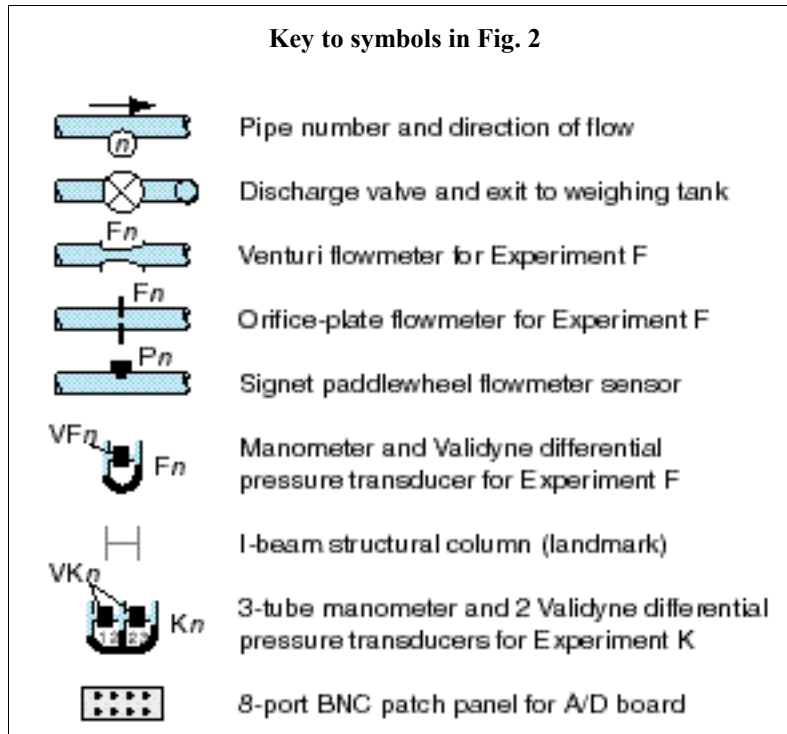 Key to symbols in Fig. 2
n
Pipe number and direction of flow
Discharge valve and exit to weighing tank
Fn
Venturi flowmeter for Experiment F
Fn
Orifice-plate flowmeter for Experiment F
Pn
Signet paddlewheel flowmeter sensor
VFn
Fn
Manometer and Validyne differential
pressure transducer for Experiment F
I-beam structural column (landmark)
VKn
Kn
12 23
3-tube manometer and 2 Validyne differential
pressure transducers for Experiment K
8-port BNC patch panel for A/D board